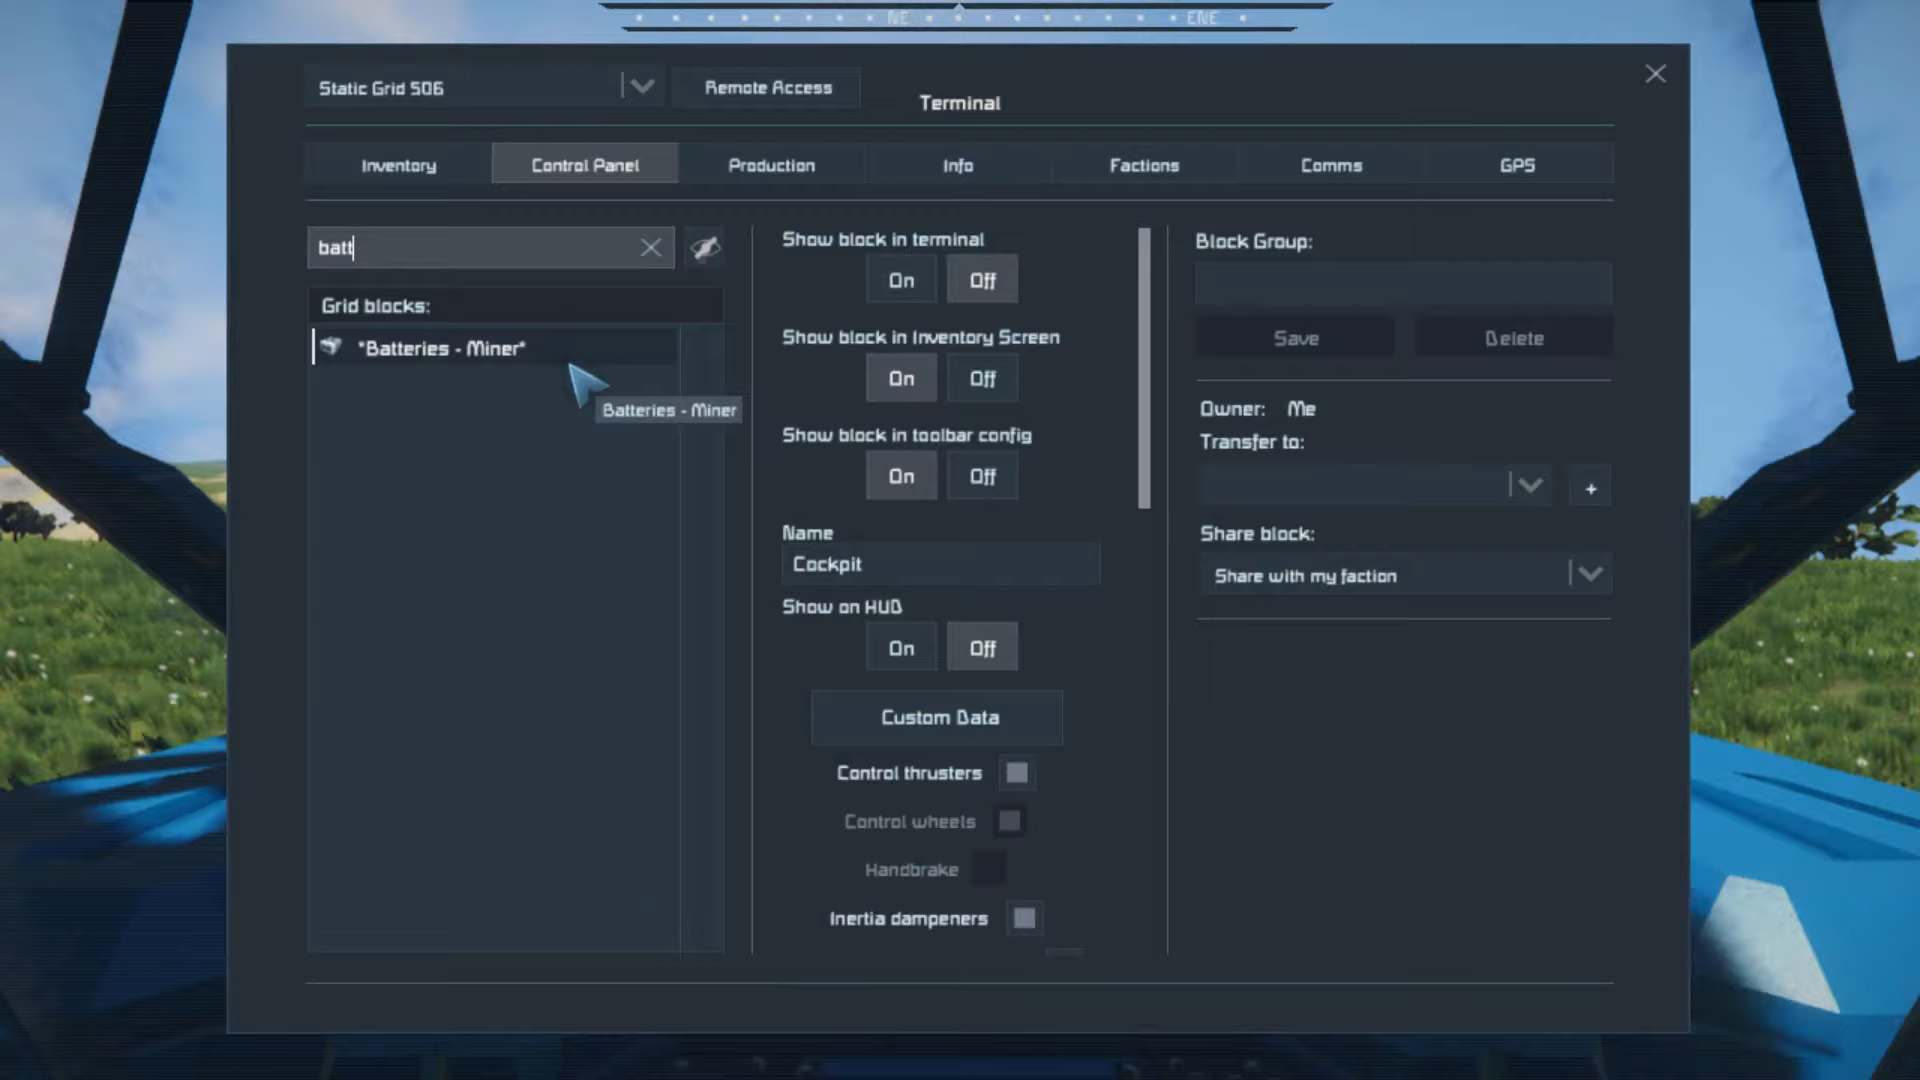 NE ENE
Static Grid 506
Remote Access
Terminal
Inventory
Control Panel
Production
Info
Factions
Comms
GPS
batt
Grid blocks:
*Batteries - Miner*
Batteries - Miner
Show block in terminal
On Off
Show block in Inventory Screen
On Off
Show block in toolbar config
On Off
Name
Cockpit
Show on HUD
On Off
Custom Data
Control thrusters
Control wheels
Handbrake
Inertia dampeners
Block Group:
Save Delete
Owner: Me
Transfer to:
+
Share block:
Share with my faction